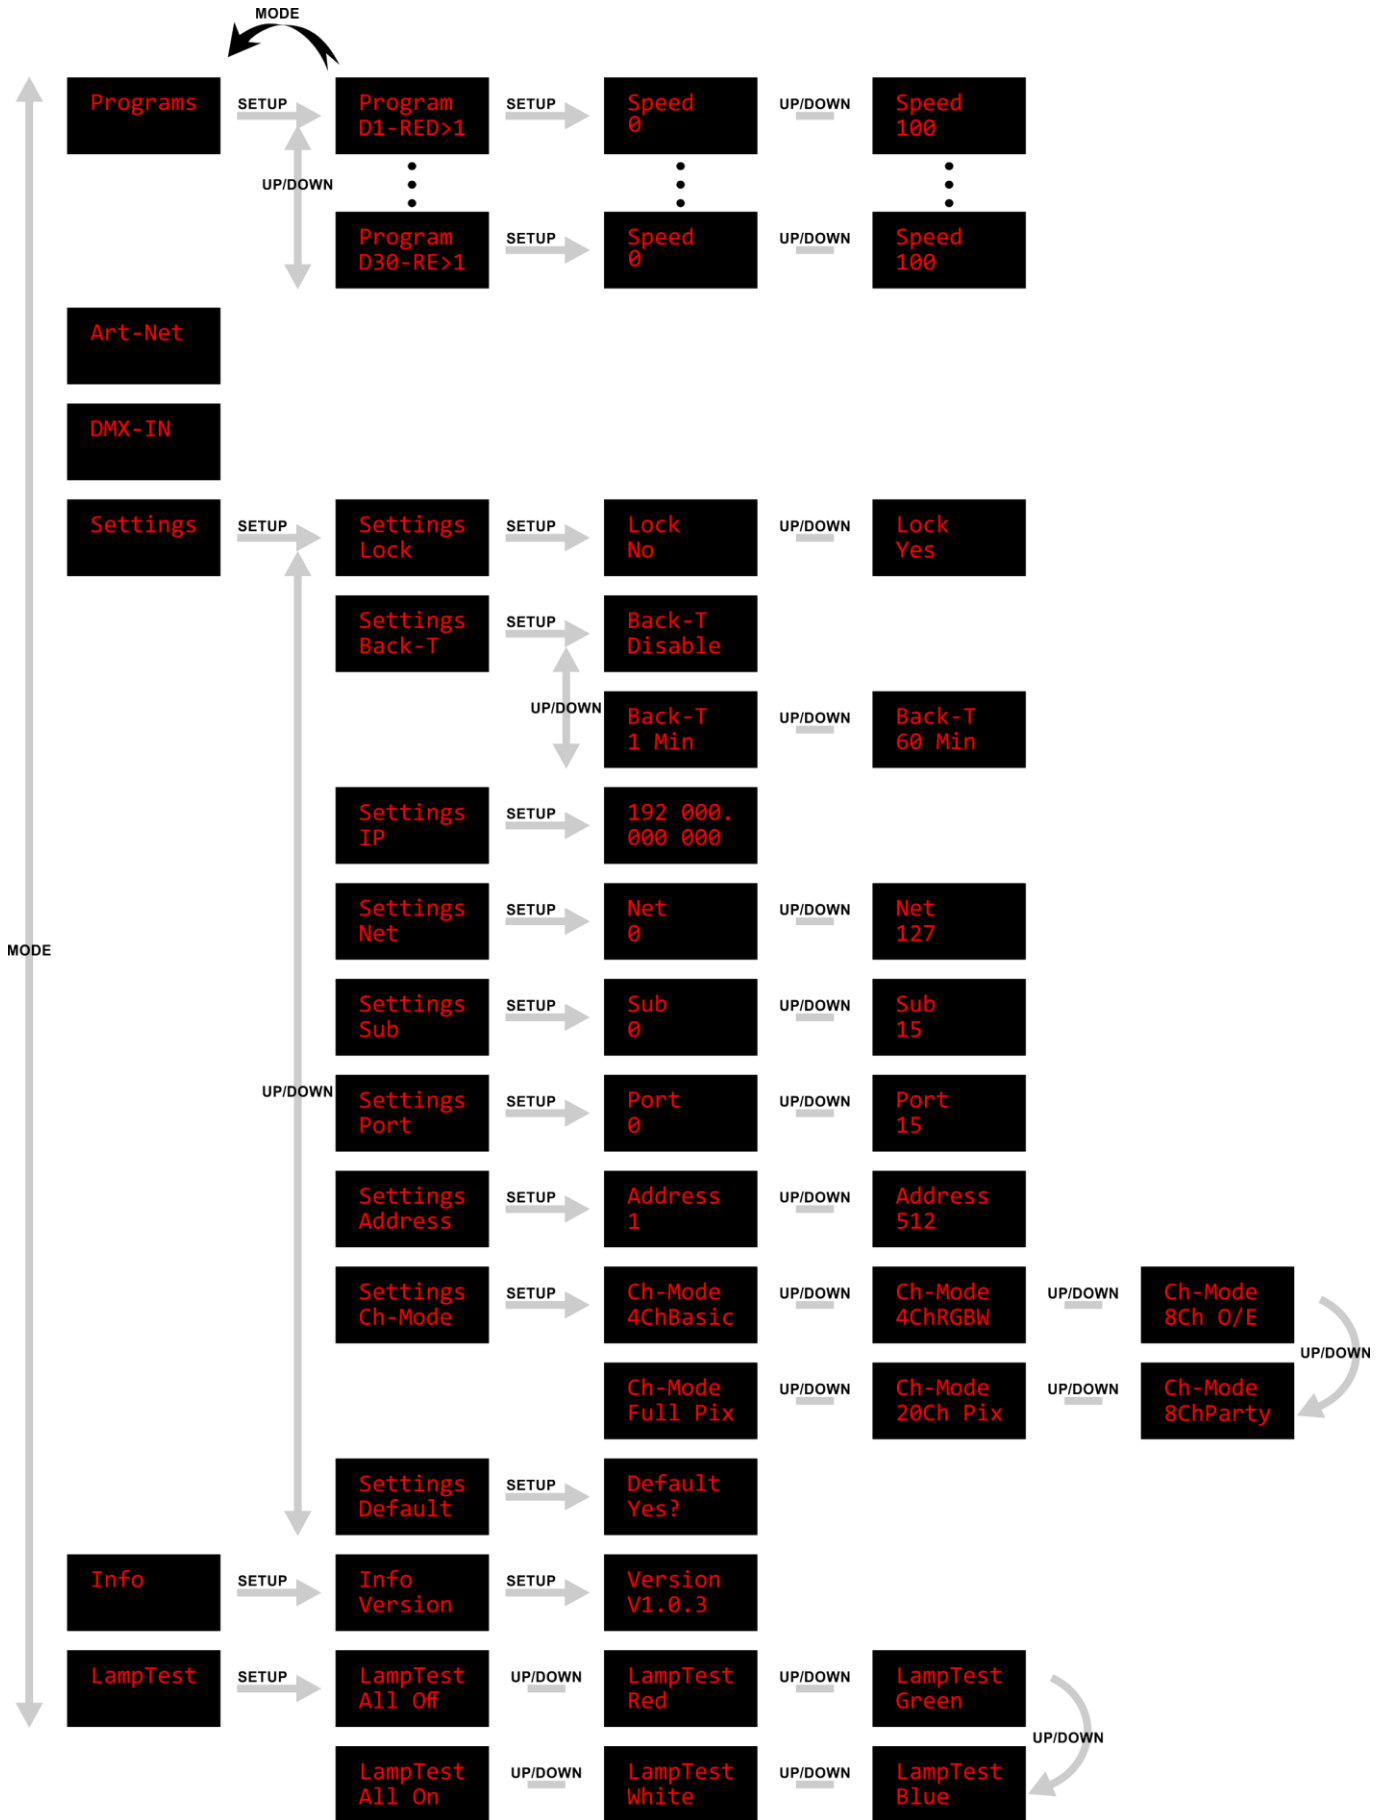 MODE
Programs
SETUP
Program
D1-RED>1
SETUP
Speed
0
UP/DOWN
Speed
100
UP/DOWN
Program
D30-RE>1
SETUP
Speed
0
UP/DOWN
Speed
100
Art-Net
DMX-IN
Settings
SETUP
Settings
Lock
SETUP
Lock
No
UP/DOWN
Lock
Yes
Settings
Back-T
SETUP
Back-T
Disable
UP/DOWN
Back-T
1 Min
UP/DOWN
Back-T
60 Min
Settings
IP
SETUP
192 000.
000 000
Settings
Net
SETUP
Net
0
UP/DOWN
Net
127
MODE
Settings
Sub
SETUP
Sub
0
UP/DOWN
Sub
15
UP/DOWN
Settings
Port
SETUP
Port
0
UP/DOWN
Port
15
Settings
Address
SETUP
Address
1
UP/DOWN
Address
512
Settings
Ch-Mode
SETUP
Ch-Mode
4ChBasic
UP/DOWN
Ch-Mode
4ChRGBW
UP/DOWN
Ch-Mode
8Ch O/E
UP/DOWN
Ch-Mode
Full Pix
UP/DOWN
Ch-Mode
20Ch Pix
UP/DOWN
Ch-Mode
8ChParty
Settings
Default
SETUP
Default
Yes?
Info
SETUP
Info
Version
SETUP
Version
V1.0.3
LampTest
SETUP
LampTest
All Off
UP/DOWN
LampTest
Red
UP/DOWN
LampTest
Green
UP/DOWN
LampTest
All On
UP/DOWN
LampTest
White
UP/DOWN
LampTest
Blue